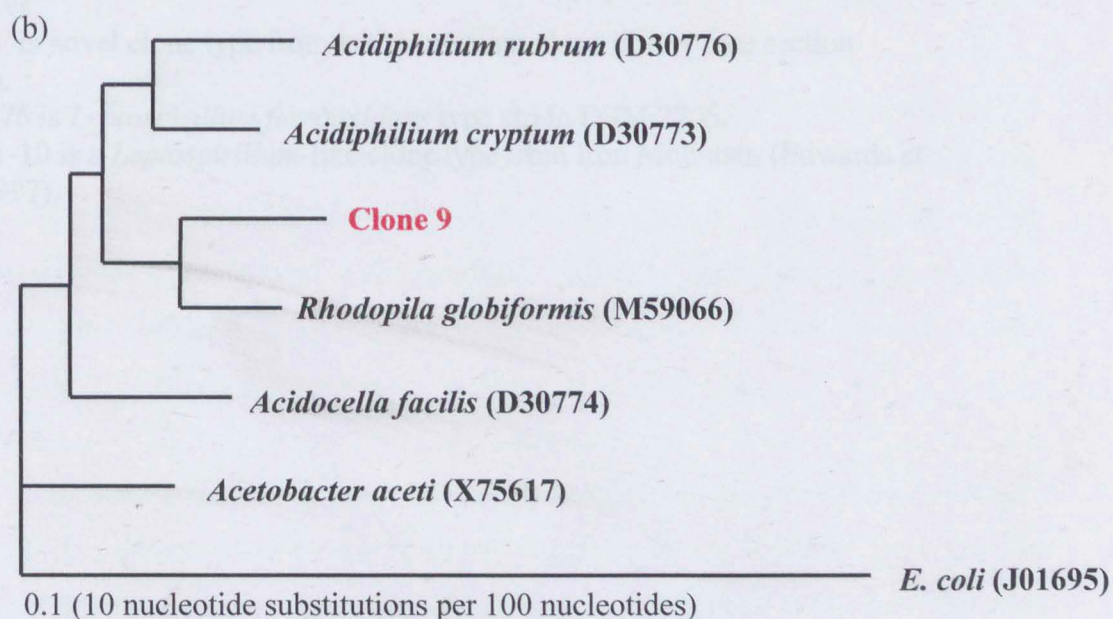 (b)
Acidiphilium rubrum (D30776)
Acidiphilium cryptum (D30773)
Clone 9
Rhodopila globiformis (M59066)
Acidocella facilis (D30774)
Acetobacter aceti (X75617)
E. coli (J01695)
0.1 (10 nucleotide substitutions per 100 nucleotides)